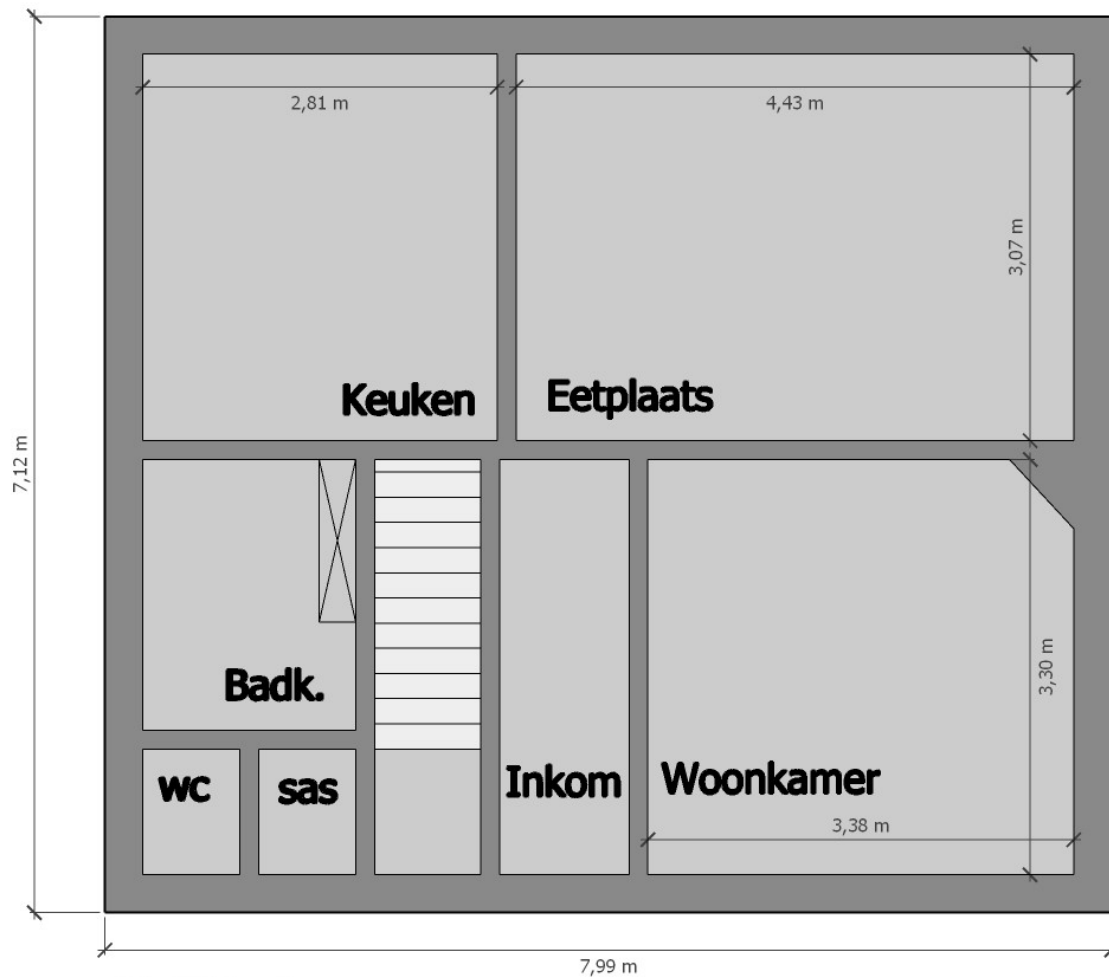 2,81 m
4,43 m
3,07 m
Keuken
Eetplaats
7,12 m
Badk.
3,30 m
wc
sas
Inkom
Woonkamer
3,38 m
7,99 m